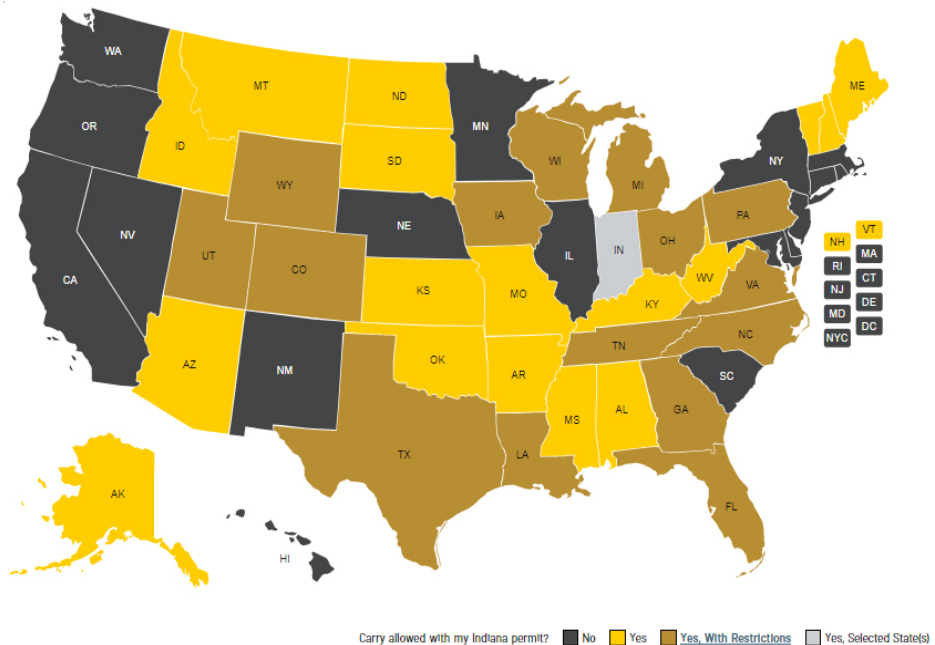 WA
ME
MT
ND
MN
OR
ID
SD
NY
WI
MI
WY
PA
IA
NE
OH
NV
UT
IL
IN
CO
WV
VA
CA
KS
MO
KY
NC
TN
AZ
OK
NM
AR
SC
MS
AL
GA
TX
LA
AK
FL
HI
NH VT
RI MA
NJ CT
MD DE
NYC DC
Carry allowed with my Indiana permit? No Yes Yes, With Restrictions Yes, Selected State(s)